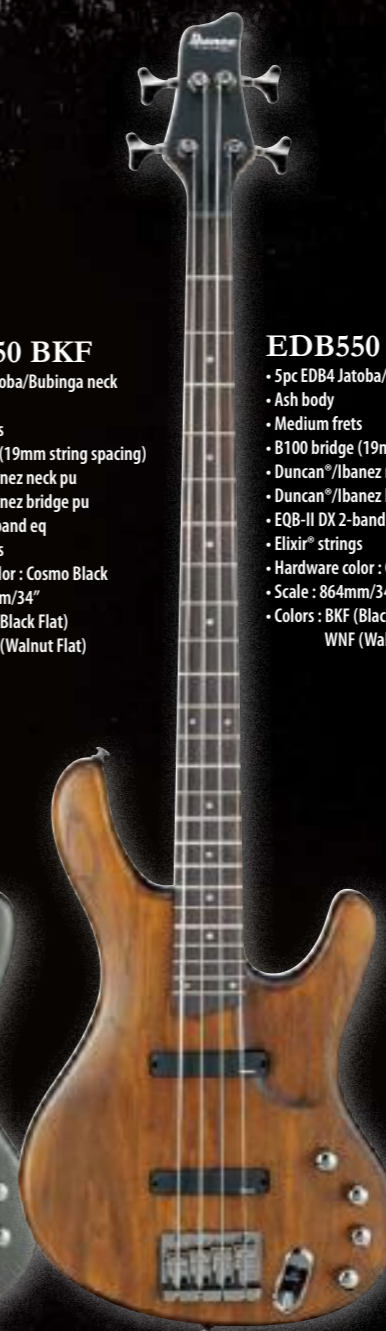 Ibanez
50 BKF
oba/Bubinga neck
s
(19mm string spacing)
nez neck pu
nez bridge pu
band eq
s
lor : Cosmo Black
m/34"
Black Flat)
(Walnut Flat)
EDB550
• 5pc EDB4 Jatoba/
• Ash body
• Medium frets
• B100 bridge (19m
• Duncan®/Ibanez
• Duncan®/Ibanez
• EQB-II DX 2-band
• Elixir® strings
• Hardware color :
• Scale : 864mm/34
• Colors : BKF (Blac
WNF (Wal